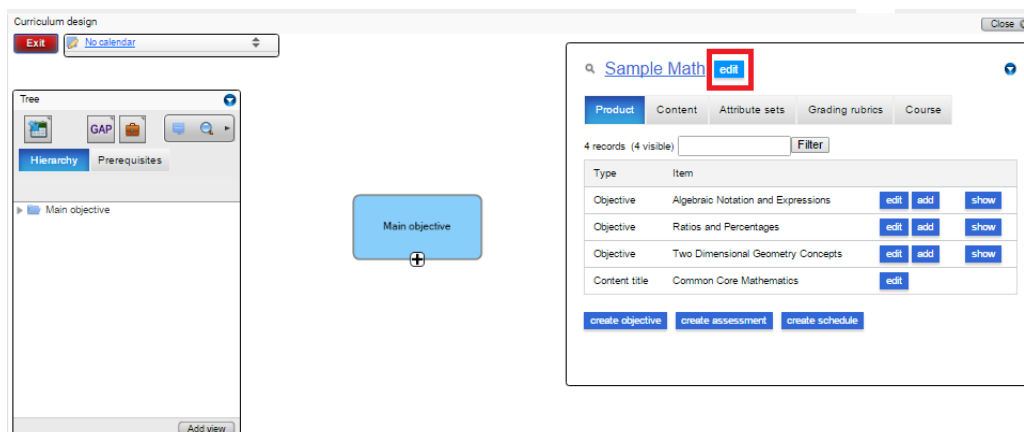 Curriculum design
Close
Exit
No calendar
Sample Math edit
Tree
GAP
Hierarchy Prerequisites
Main objective
Main objective
Product Content Attribute sets Grading rubrics Course
4 records (4 visible) Filter
Type Item
Objective Algebraic Notation and Expressions edit add show
Objective Ratios and Percentages edit add show
Objective Two Dimensional Geometry Concepts edit add show
Content title Common Core Mathematics edit
create objective create assessment create schedule
Add view